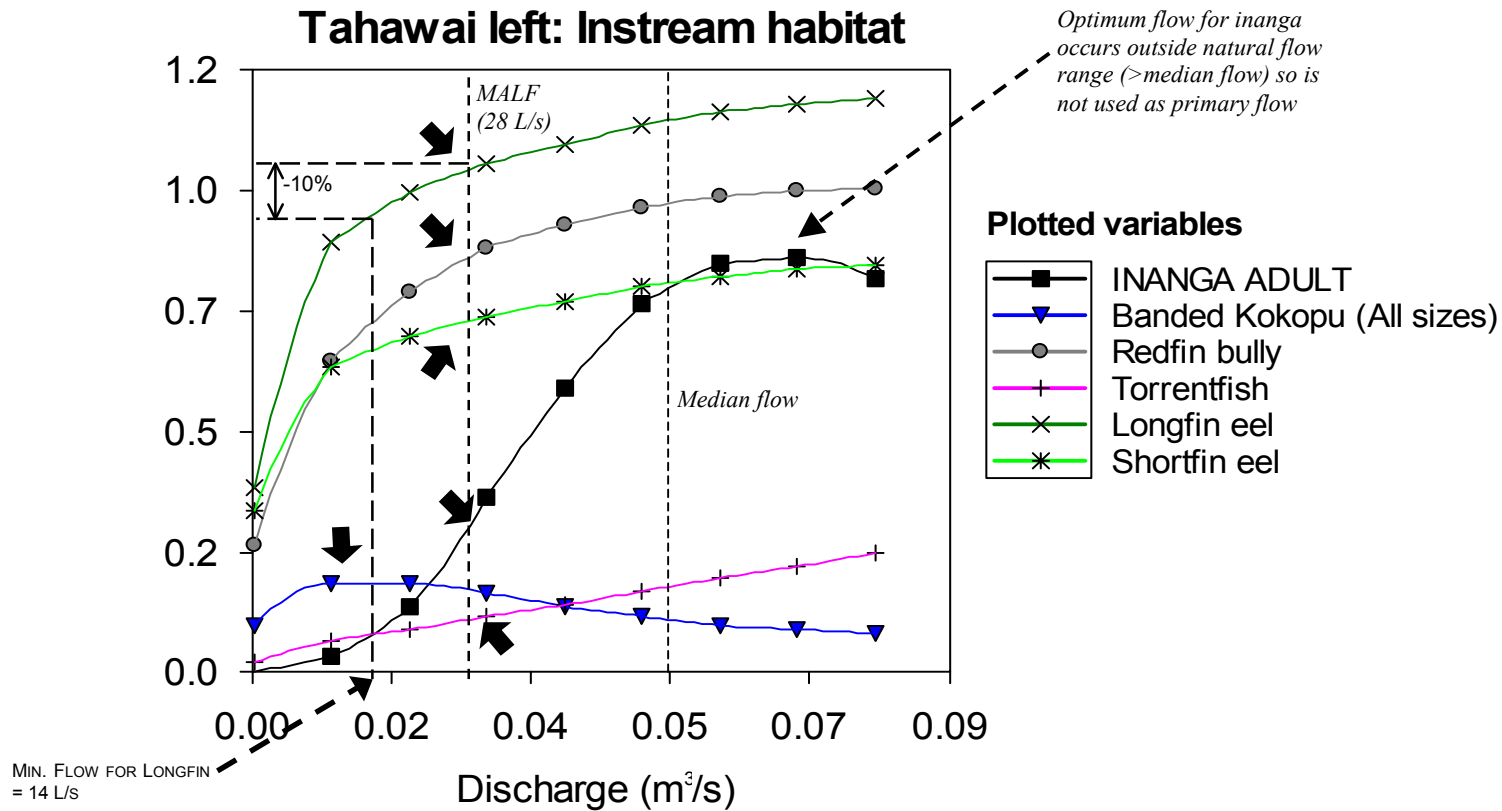 Tahawai left: Instream habitat
Optimum flow for inanga
occurs outside natural flow
range (>median flow) so is
not used as primary flow
1.2
1.0
0.7
0.5
0.2
0.0
MALF
(28 L/s)
-10%
Median flow
Plotted variables
INANGA ADULT
Banded Kokopu (All sizes)
Redfin bully
Torrentfish
Longfin eel
Shortfin eel
0.00 0.02 0.04 0.05 0.07 0.09
MIN. FLOW FOR LONGFIN
= 14 L/S
Discharge (m³/s)